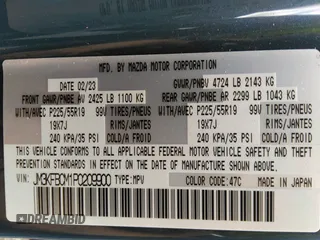 MFD. BY MAZDA MOTOR CORPORATION
DATE 02/23 GVWR/PNBV 4724 LB 2143 KG
FRONT GAWR/PNBE AV 2425 LB 1100 KG REAR GAWR/PNBE AR 2299 LB 1043 KG
WITH/AVEC P225/55R19 99V TIRES/PNEUS WITH/AVEC P225/55R19 99V TIRES/PNEUS
19X7J RIMS/JANTES 19X7J RIMS/JANTES
240 KPA/35 PSI COLD/A FROID 240 KPA/35 PSI COLD/A FROID
THIS VEHICLE CONFORMS TO ALL APPLICABLE FEDERAL MOTOR VEHICLE SAFETY, BUMPER,
AND THEFT PREVENTION STANDARDS IN EFFECT ON THE DATE OF MANUFACTURE SHOWN ABOVE.
VIN: JM3KFBCM1P0209900 TYPE:MPV COLOR CODE:47C MADE IN JAPAN
DREAMBID